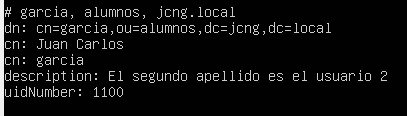 # garcia, alumnos, jcng.local
dn: cn=garcia,ou=alumnos,dc=jcng,dc=local
cn: Juan Carlos
cn: garcia
description: El segundo apellido es el usuario 2
uidNumber: 1100